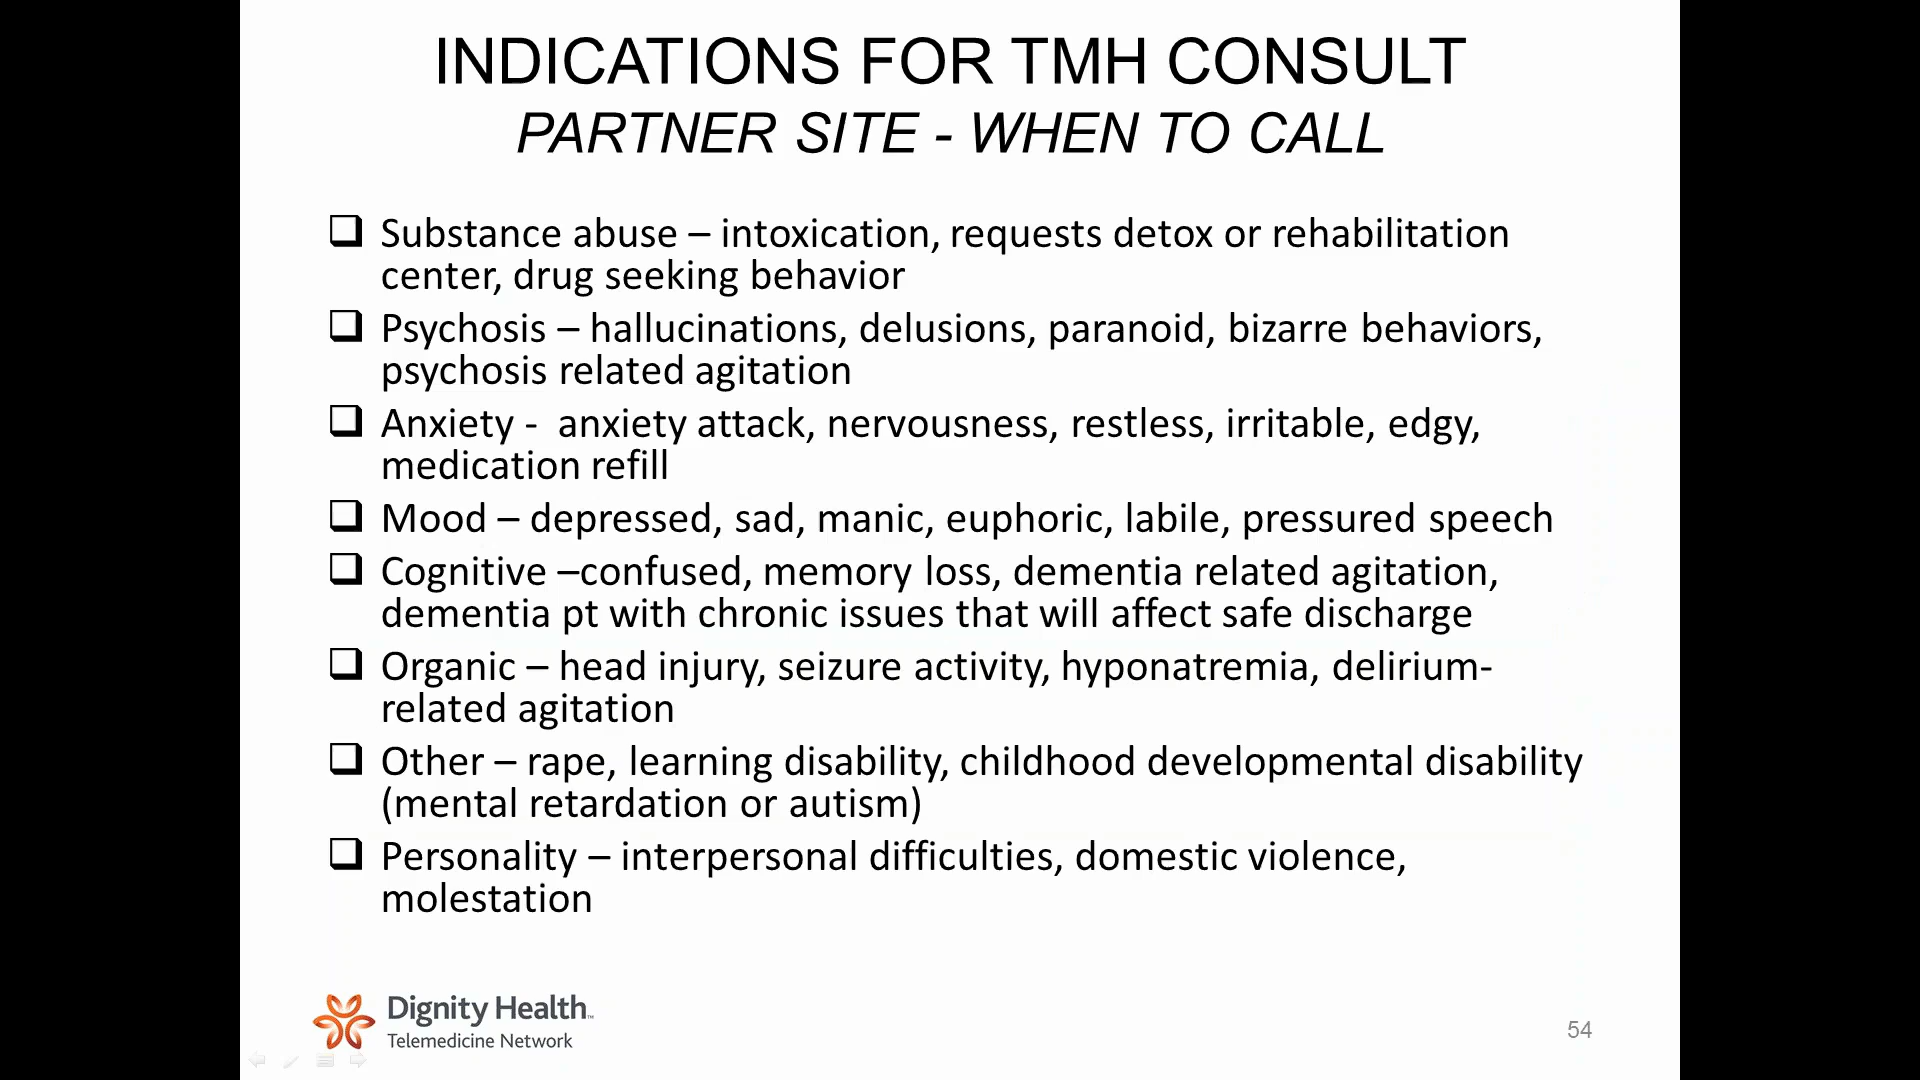 INDICATIONS FOR TMH CONSULT
PARTNER SITE - WHEN TO CALL
Substance abuse – intoxication, requests detox or rehabilitation
center, drug seeking behavior
Psychosis – hallucinations, delusions, paranoid, bizarre behaviors,
psychosis related agitation
Anxiety -  anxiety attack, nervousness, restless, irritable, edgy,
medication refill
Mood – depressed, sad, manic, euphoric, labile, pressured speech
Cognitive –confused, memory loss, dementia related agitation,
dementia pt with chronic issues that will affect safe discharge
Organic – head injury, seizure activity, hyponatremia, delirium-
related agitation
Other – rape, learning disability, childhood developmental disability
(mental retardation or autism)
Personality – interpersonal difficulties, domestic violence,
molestation
Dignity Health™
Telemedicine Network
54